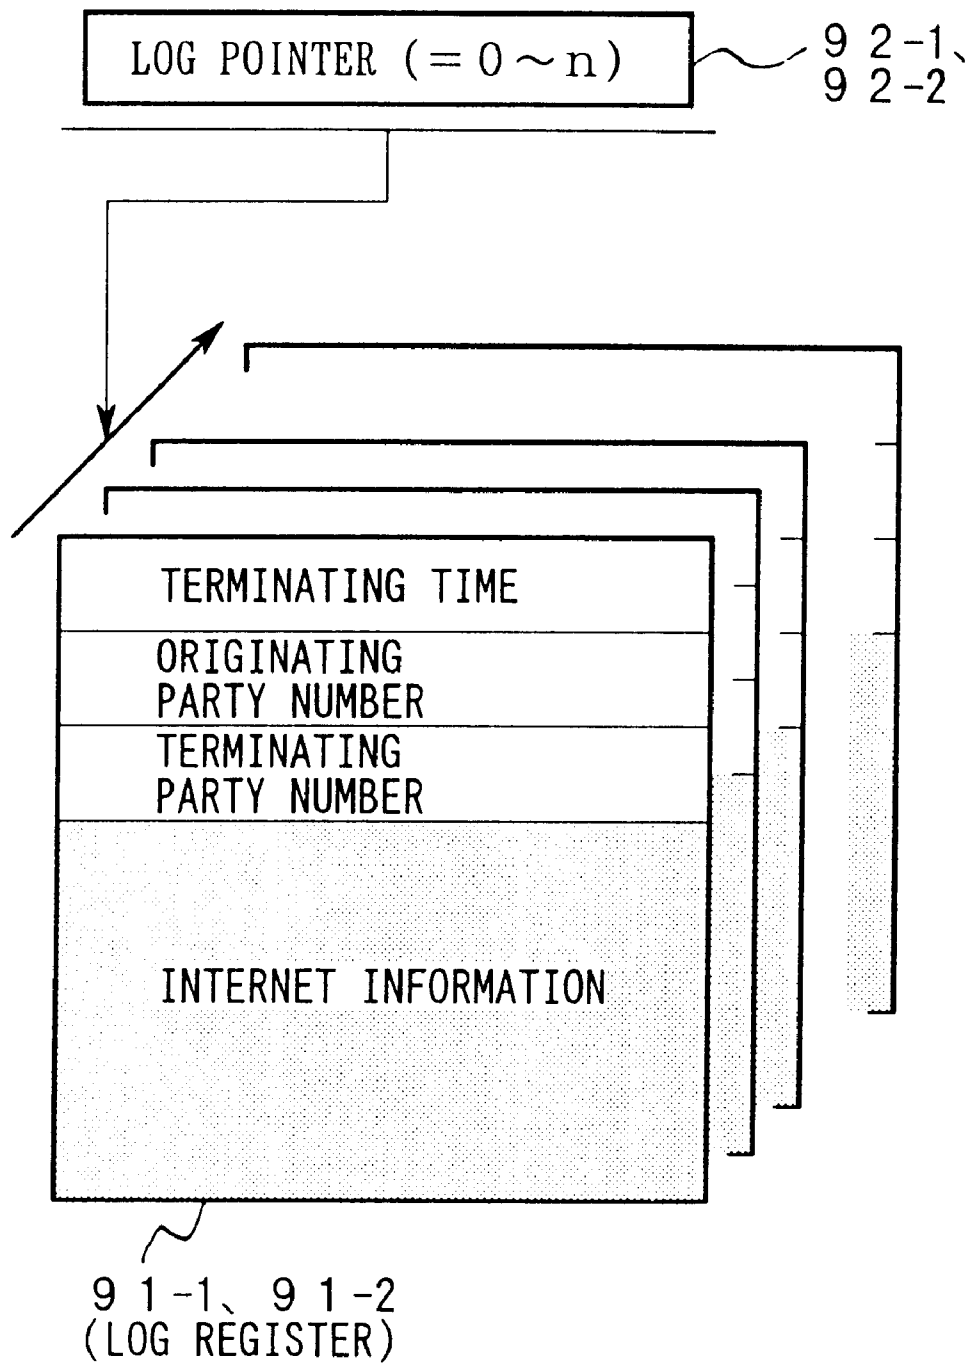 LOG POINTER (=0~n)
92-1、
92-2
TERMINATING TIME
ORIGINATING
PARTY NUMBER
TERMINATING
PARTY NUMBER
INTERNET INFORMATION
91-1、91-2
(LOG REGISTER)